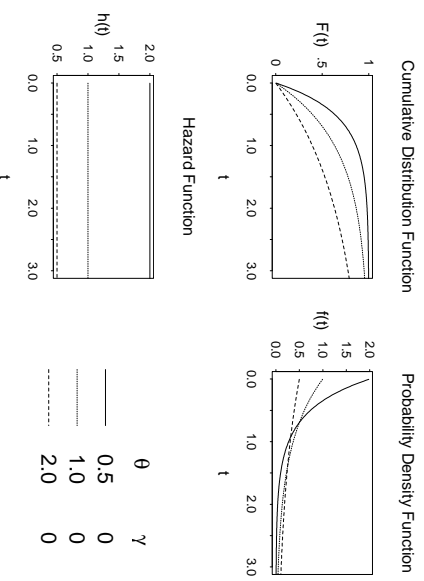 Cumulative Distribution Function
F(t)
1
.5
0
0.0 1.0 2.0 3.0
t
Probability Density Function
f(t)
2.0
1.5
1.0
0.5
0.0
0.0 1.0 2.0 3.0
t
Hazard Function
h(t)
2.0
1.5
1.0
0.5
0.0 1.0 2.0 3.0
t
θ γ
0.5 0
1.0 0
2.0 0